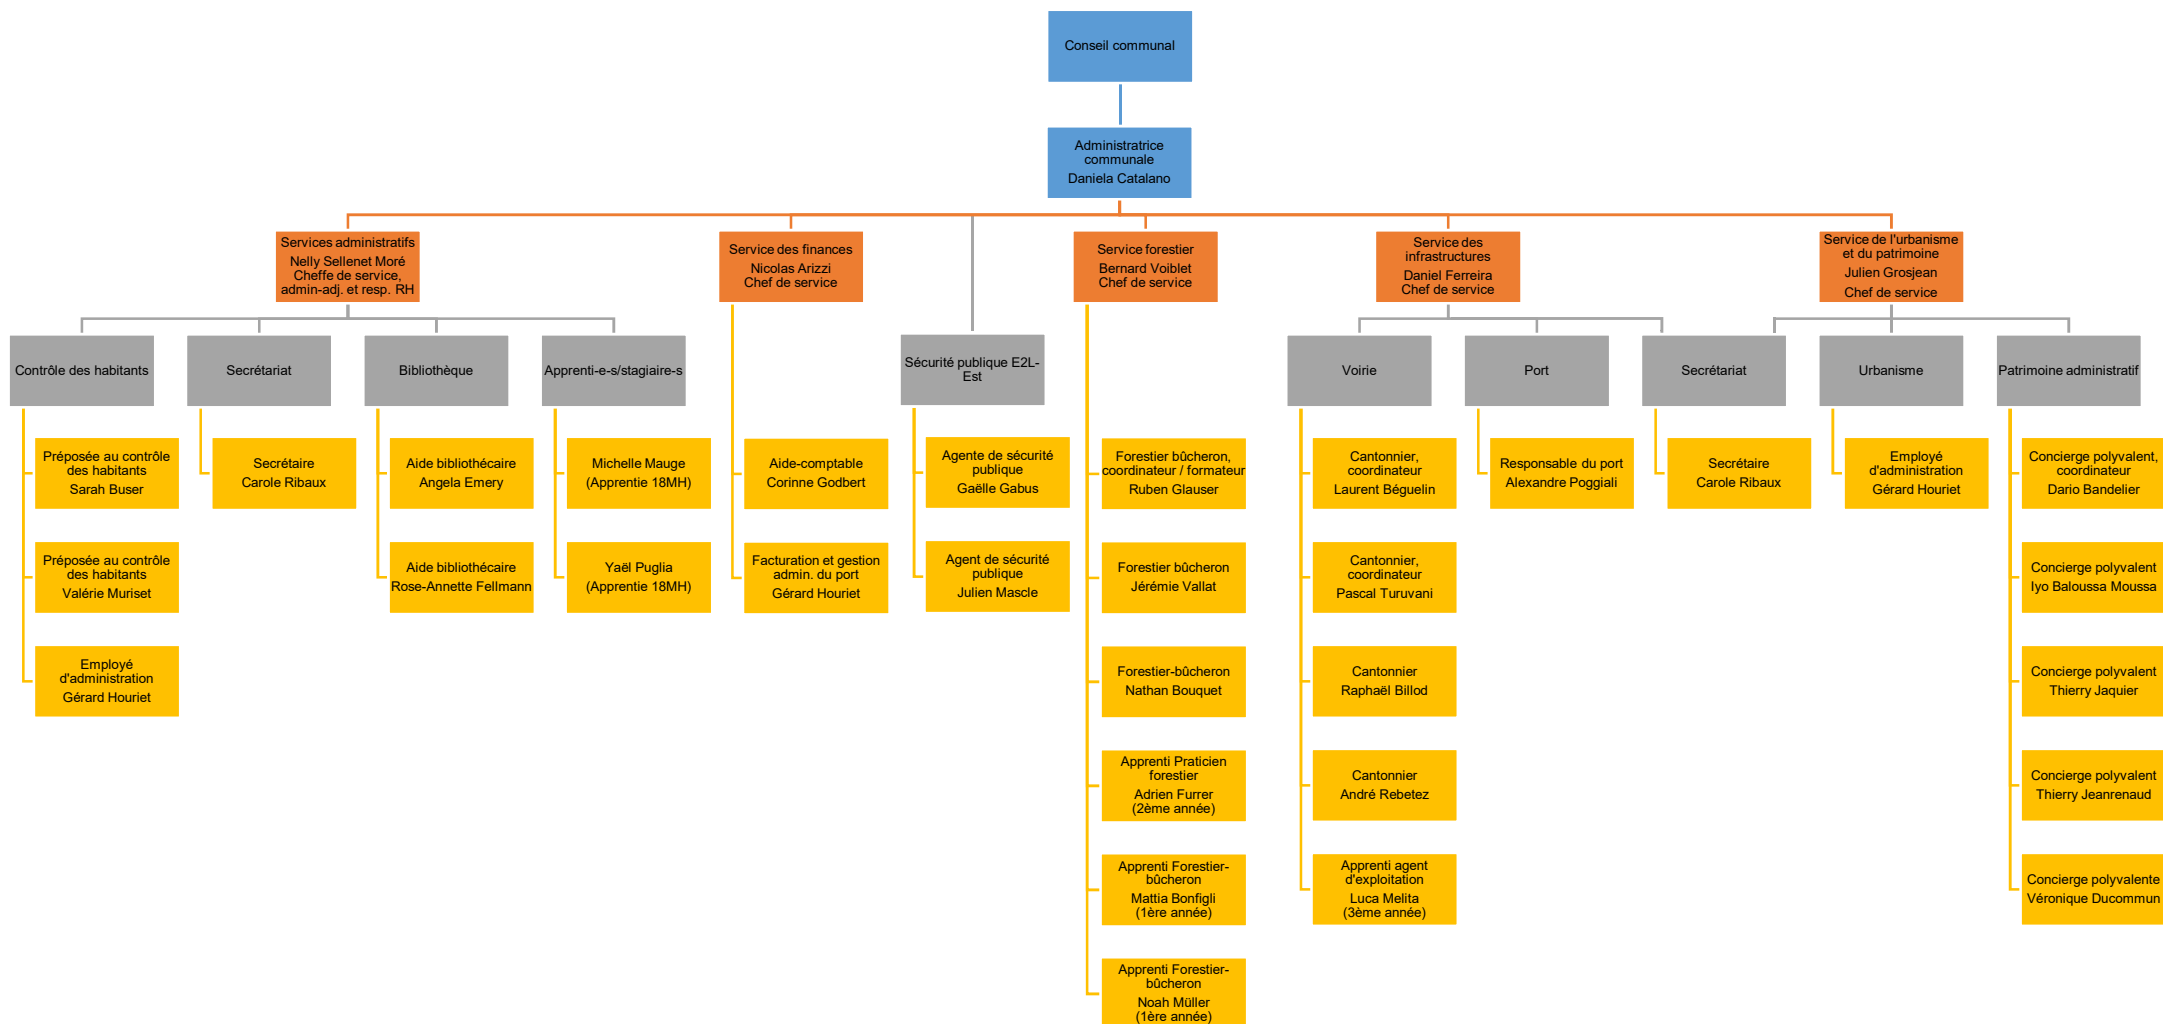 Conseil communal
Administratrice
communale
Daniela Catalano
Services administratifs
Nelly Sellenet Moré
Cheffe de service,
admin-adj. et resp. RH
Service des finances
Nicolas Arizzi
Chef de service
Service forestier
Bernard Voiblet
Chef de service
Service des
infrastructures
Daniel Ferreira
Chef de service
Service de l'urbanisme
et du patrimoine
Julien Grosjean
Chef de service
Contrôle des habitants
Secrétariat
Bibliothèque
Apprenti-e-s/stagiaire-s
Sécurité publique E2L-
Est
Voirie
Port
Secrétariat
Urbanisme
Patrimoine administratif
Préposée au contrôle
des habitants
Sarah Buser
Secrétaire
Carole Ribaux
Aide bibliothécaire
Angela Emery
Michelle Mauge
(Apprentie 18MH)
Aide-comptable
Corinne Godbert
Agente de sécurité
publique
Gaëlle Gabus
Forestier bûcheron,
coordinateur / formateur
Ruben Glauser
Cantonnier,
coordinateur
Laurent Béguelin
Responsable du port
Alexandre Poggiali
Secrétaire
Carole Ribaux
Employé
d'administration
Gérard Houriet
Concierge polyvalent,
coordinateur
Dario Bandelier
Préposée au contrôle
des habitants
Valérie Muriset
Aide bibliothécaire
Rose-Annette Fellmann
Yaël Puglia
(Apprentie 18MH)
Facturation et gestion
admin. du port
Gérard Houriet
Agent de sécurité
publique
Julien Mascle
Forestier bûcheron
Jérémie Vallat
Cantonnier,
coordinateur
Pascal Turuvani
Concierge polyvalent
Iyo Baloussa Moussa
Employé
d'administration
Gérard Houriet
Forestier-bûcheron
Nathan Bouquet
Cantonnier
Raphaël Billod
Concierge polyvalent
Thierry Jaquier
Apprenti Praticien
forestier
Adrien Furrer
(2ème année)
Cantonnier
André Rebetez
Concierge polyvalent
Thierry Jeanrenaud
Apprenti Forestier-
bûcheron
Mattia Bonfigli
(1ère année)
Apprenti agent
d'exploitation
Luca Melita
(3ème année)
Concierge polyvalente
Véronique Ducommun
Apprenti Forestier-
bûcheron
Noah Müller
(1ère année)